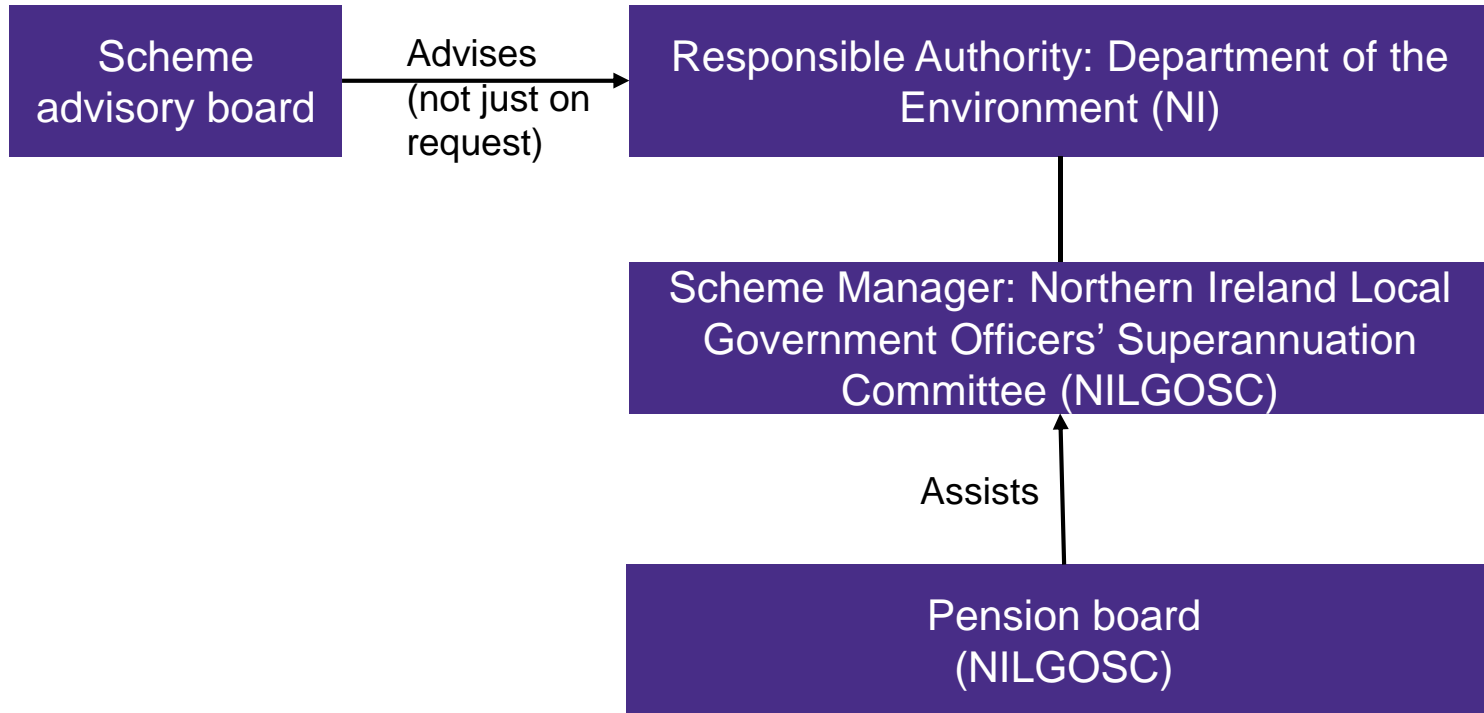 Scheme
advisory board
Advises
(not just on
request)
Responsible Authority: Department of the
Environment (NI)
Scheme Manager: Northern Ireland Local
Government Officers’ Superannuation
Committee (NILGOSC)
Assists
Pension board
(NILGOSC)